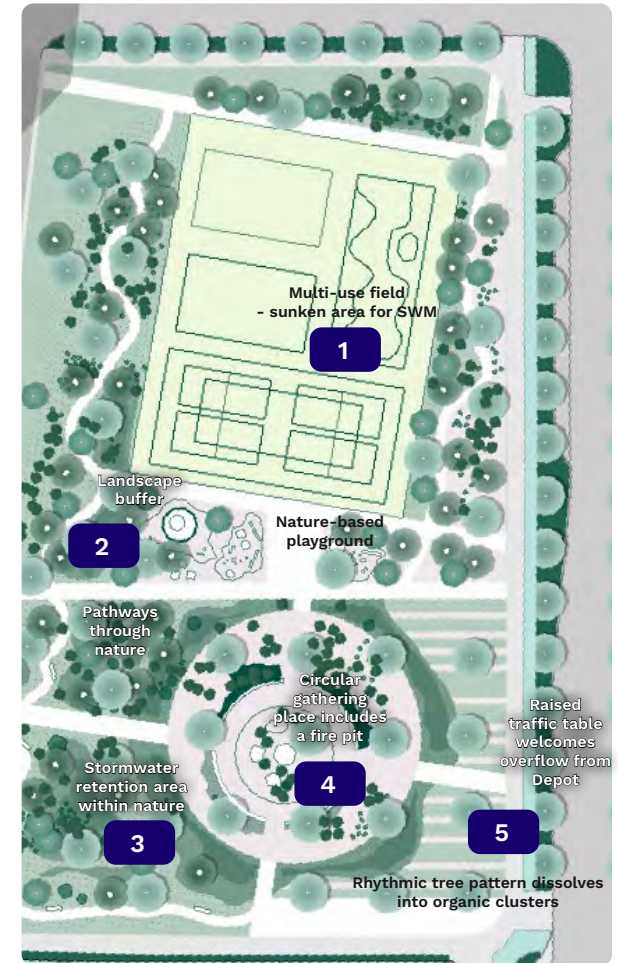 Multi-use field
- sunken area for SWM
1
Landscape
buffer
2
Nature-based
playground
Pathways
through
nature
Circular
gathering
place includes
a fire pit
4
Raised
traffic table
welcomes
overflow from
Depot
Stormwater
retention area
within nature
3
5
Rhythmic tree pattern dissolves
into organic clusters